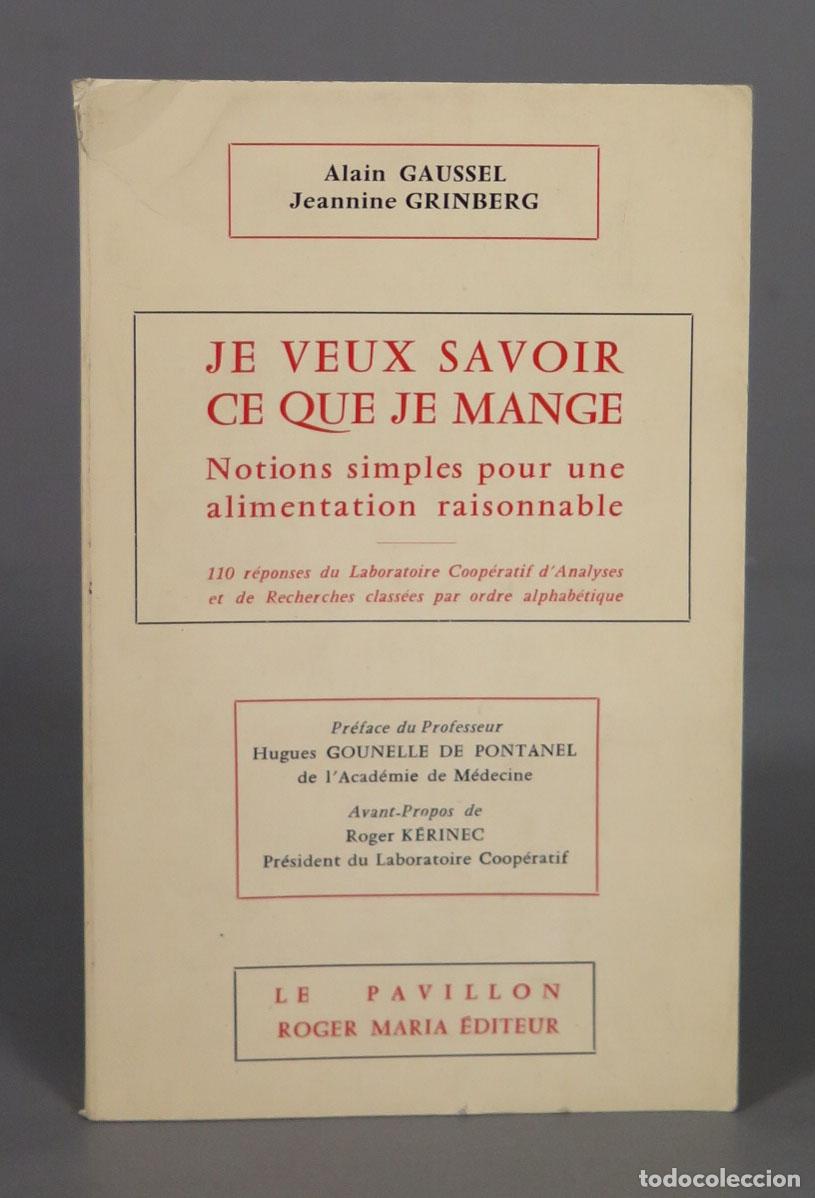 Alain GAUSSEL
Jeannine GRINBERG
JE VEUX SAVOIR
CE QUE JE MANGE
Notions simples pour une
alimentation raisonnable
110 réponses du Laboratoire Coopératif d'Analyses
et de Recherches classées par ordre alphabétique
Préface du Professeur
Hugues GOUNELLE DE PONTANEL
de l'Académie de Médecine
Avant-Propos de
Roger KÉRINEC
Président du Laboratoire Coopératif
LE PAVILLON
ROGER MARIA ÉDITEUR
todocoleccion